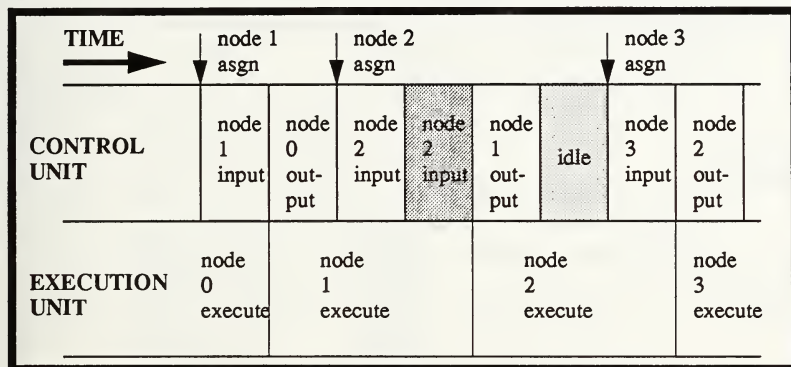 TIME
node 1
asgn
node 2
asgn
node 3
asgn
CONTROL
UNIT
node
1
input
node
0
out-
put
node
2
input
node
2
input
node
1
out-
put
idle
node
3
input
node
2
out-
put
EXECUTION
UNIT
node
0
execute
node
1
execute
node
2
execute
node
3
execute